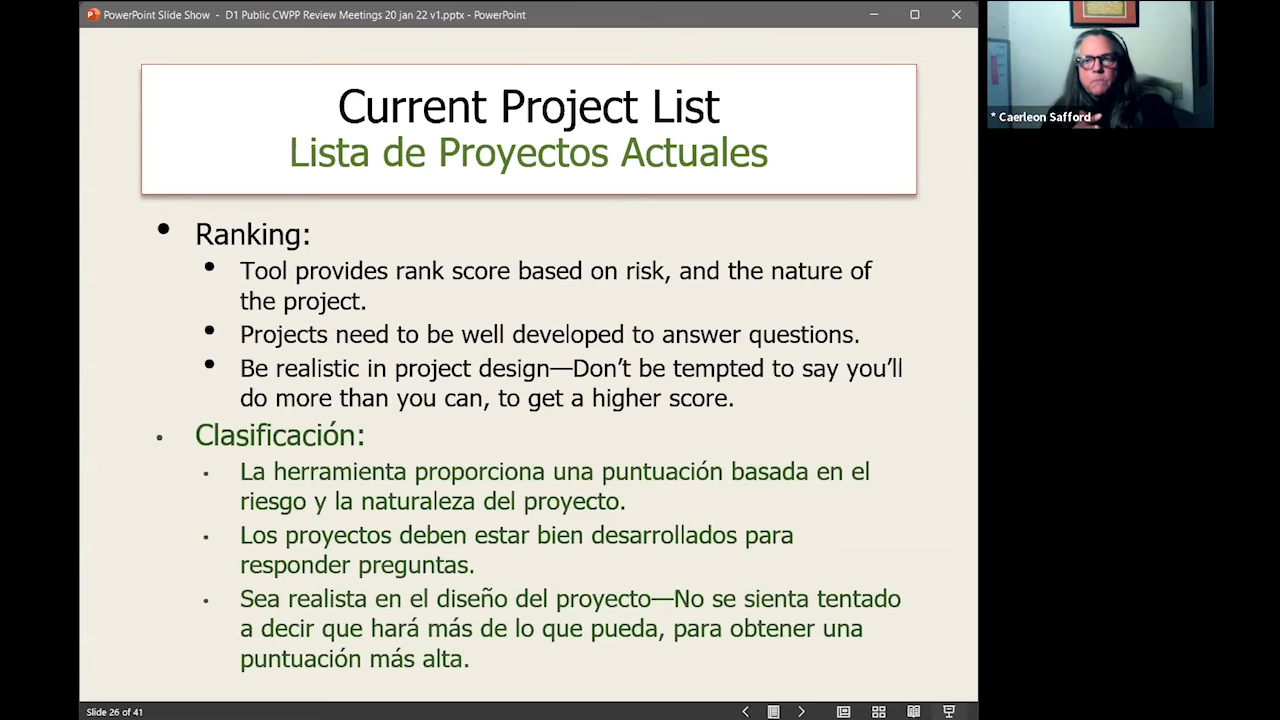 PowerPoint Slide Show - D1 Public CWPP Review Meetings 20 jan 22 v1.pptx - PowerPoint
* Caerleon Safford
Current Project List
Lista de Proyectos Actuales
• Ranking:
• Tool provides rank score based on risk, and the nature of
the project.
• Projects need to be well developed to answer questions.
• Be realistic in project design—Don’t be tempted to say you’ll
do more than you can, to get a higher score.
• Clasificación:
• La herramienta proporciona una puntuación basada en el
riesgo y la naturaleza del proyecto.
• Los proyectos deben estar bien desarrollados para
responder preguntas.
• Sea realista en el diseño del proyecto—No se sienta tentado
a decir que hará más de lo que pueda, para obtener una
puntuación más alta.
Slide 26 of 41